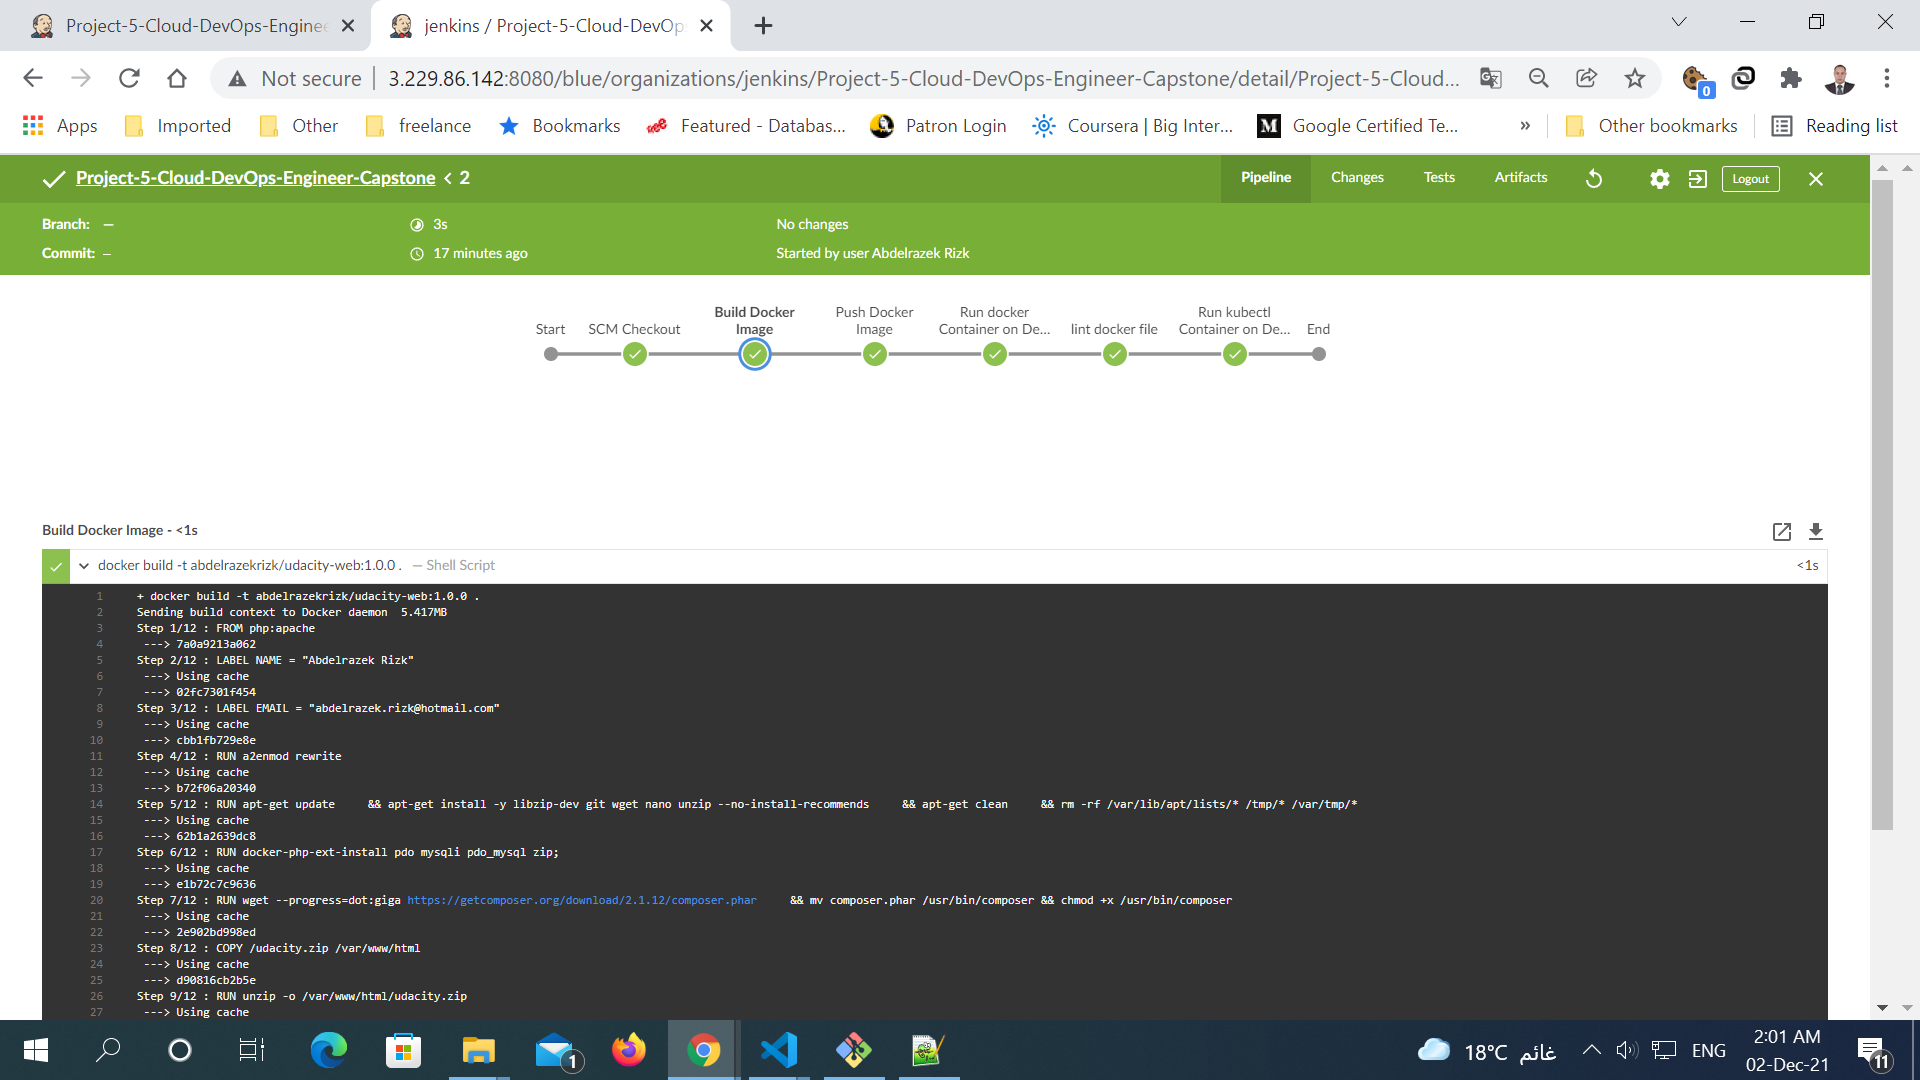 Project-5-Cloud-DevOps-Enginee
jenkins / Project-5-Cloud-DevOp
Not secure
3.229.86.142:8080/blue/organizations/jenkins/Project-5-Cloud-DevOps-Engineer-Capstone/detail/Project-5-Cloud...
0
Apps
Imported
Other
freelance
Bookmarks
Featured - Databas...
Patron Login
Coursera | Big Inter...
M
Google Certified Te...
»
Other bookmarks
Reading list
Project-5-Cloud-DevOps-Engineer-Capstone < 2
Pipeline
Changes
Tests
Artifacts
Logout
Branch: —
3s
No changes
Commit: —
17 minutes ago
Started by user Abdelrazek Rizk
Start
SCM Checkout
Build Docker
Image
Push Docker
Image
Run docker
Container on De...
lint docker file
Run kubectl
Container on De...
End
Build Docker Image - <1s
docker build -t abdelrazekrizk/udacity-web:1.0.0 . — Shell Script
<1s
1 + docker build -t abdelrazekrizk/udacity-web:1.0.0 .
2 Sending build context to Docker daemon  5.417MB
3 Step 1/12 : FROM php:apache
4 ---> 7a0a9213a062
5 Step 2/12 : LABEL NAME = "Abdelrazek Rizk"
6 ---> Using cache
7 ---> 02fc7301f454
8 Step 3/12 : LABEL EMAIL = "abdelrazek.rizk@hotmail.com"
9 ---> Using cache
10 ---> cbb1fb729e8e
11 Step 4/12 : RUN a2enmod rewrite
12 ---> Using cache
13 ---> b72f06a20340
14 Step 5/12 : RUN apt-get update     && apt-get install -y libzip-dev git wget nano unzip --no-install-recommends     && apt-get clean     && rm -rf /var/lib/apt/lists/* /tmp/* /var/tmp/*
15 ---> Using cache
16 ---> 62b1a2639dc8
17 Step 6/12 : RUN docker-php-ext-install pdo mysqli pdo_mysql zip;
18 ---> Using cache
19 ---> e1b72c7c9636
20 Step 7/12 : RUN wget --progress=dot:giga https://getcomposer.org/download/2.1.12/composer.phar     && mv composer.phar /usr/bin/composer && chmod +x /usr/bin/composer
21 ---> Using cache
22 ---> 2e902bd998ed
23 Step 8/12 : COPY /udacity.zip /var/www/html
24 ---> Using cache
25 ---> d90816cb2b5e
26 Step 9/12 : RUN unzip -o /var/www/html/udacity.zip
27 ---> Using cache
1
18°C غائم
ENG
2:01 AM
02-Dec-21
11